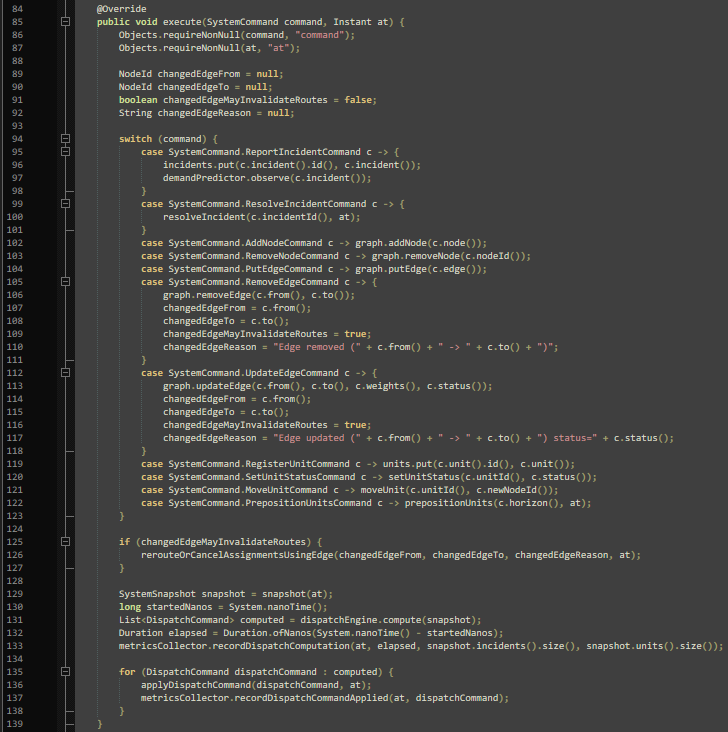 84 @Override
85 public void execute(SystemCommand command, Instant at) {
86 Objects.requireNonNull(command, "command");
87 Objects.requireNonNull(at, "at");
88
89 NodeId changedEdgeFrom = null;
90 NodeId changedEdgeTo = null;
91 boolean changedEdgeMayInvalidateRoutes = false;
92 String changedEdgeReason = null;
93
94 switch (command) {
95 case SystemCommand.ReportIncidentCommand c -> {
96 incidents.put(c.incident().id(), c.incident());
97 demandPredictor.observe(c.incident());
98 }
99 case SystemCommand.ResolveIncidentCommand c -> {
100 resolveIncident(c.incidentId(), at);
101 }
102 case SystemCommand.AddNodeCommand c -> graph.addNode(c.node());
103 case SystemCommand.RemoveNodeCommand c -> graph.removeNode(c.nodeId());
104 case SystemCommand.PutEdgeCommand c -> graph.putEdge(c.edge());
105 case SystemCommand.RemoveEdgeCommand c -> {
106 graph.removeEdge(c.from(), c.to());
107 changedEdgeFrom = c.from();
108 changedEdgeTo = c.to();
109 changedEdgeMayInvalidateRoutes = true;
110 changedEdgeReason = "Edge removed (" + c.from() + " -> " + c.to() + ")";
111 }
112 case SystemCommand.UpdateEdgeCommand c -> {
113 graph.updateEdge(c.from(), c.to(), c.weights(), c.status());
114 changedEdgeFrom = c.from();
115 changedEdgeTo = c.to();
116 changedEdgeMayInvalidateRoutes = true;
117 changedEdgeReason = "Edge updated (" + c.from() + " -> " + c.to() + ") status=" + c.status();
118 }
119 case SystemCommand.RegisterUnitCommand c -> units.put(c.unit().id(), c.unit());
120 case SystemCommand.SetUnitStatusCommand c -> setUnitStatus(c.unitId(), c.status());
121 case SystemCommand.MoveUnitCommand c -> moveUnit(c.unitId(), c.newNodeId());
122 case SystemCommand.PrepositionUnitsCommand c -> prepositionUnits(c.horizon(), at);
123 }
124
125 if (changedEdgeMayInvalidateRoutes) {
126 rerouteOrCancelAssignmentsUsingEdge(changedEdgeFrom, changedEdgeTo, changedEdgeReason, at);
127 }
128
129 SystemSnapshot snapshot = snapshot(at);
130 long startedNanos = System.nanoTime();
131 List<DispatchCommand> computed = dispatchEngine.compute(snapshot);
132 Duration elapsed = Duration.ofNanos(System.nanoTime() - startedNanos);
133 metricsCollector.recordDispatchComputation(at, elapsed, snapshot.incidents().size(), snapshot.units().size());
134
135 for (DispatchCommand dispatchCommand : computed) {
136 applyDispatchCommand(dispatchCommand, at);
137 metricsCollector.recordDispatchCommandApplied(at, dispatchCommand);
138 }
139 }